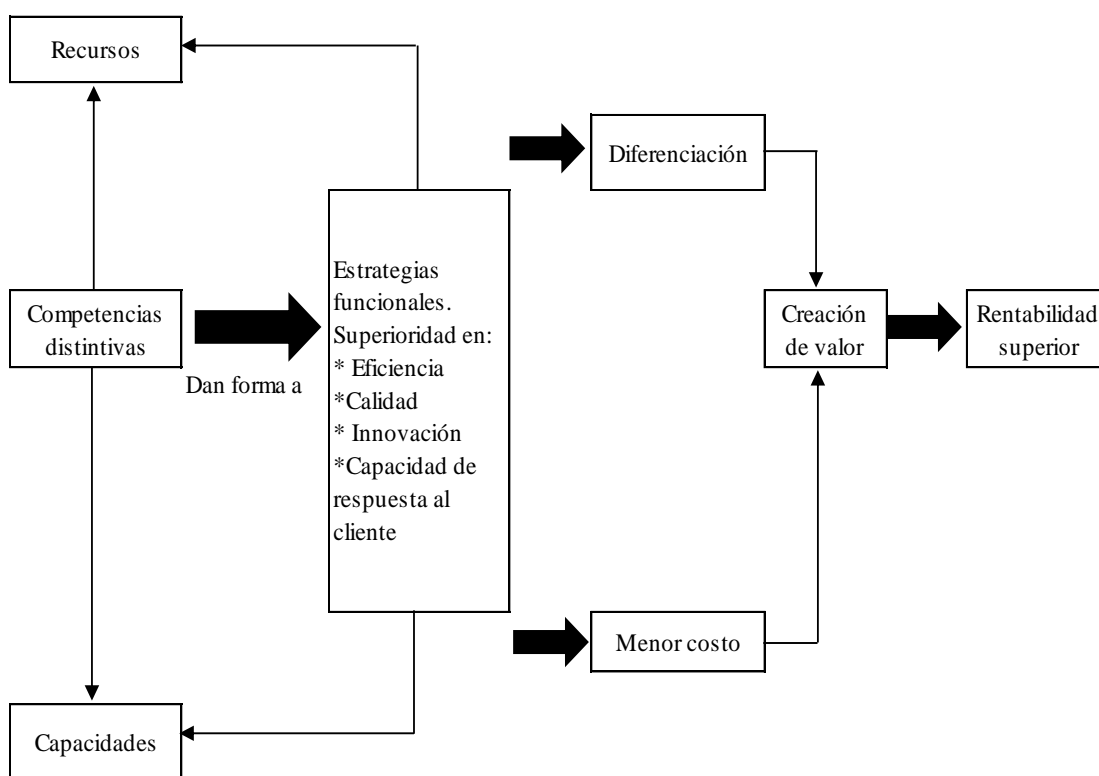 Recursos
Diferenciación
Competencias
distintivas
Dan forma a
Estrategias
funcionales.
Superioridad en:
* Eficiencia
*Calidad
* Innovación
*Capacidad de
respuesta al
cliente
Creación
de valor
Rentabilidad
superior
Menor costo
Capacidades